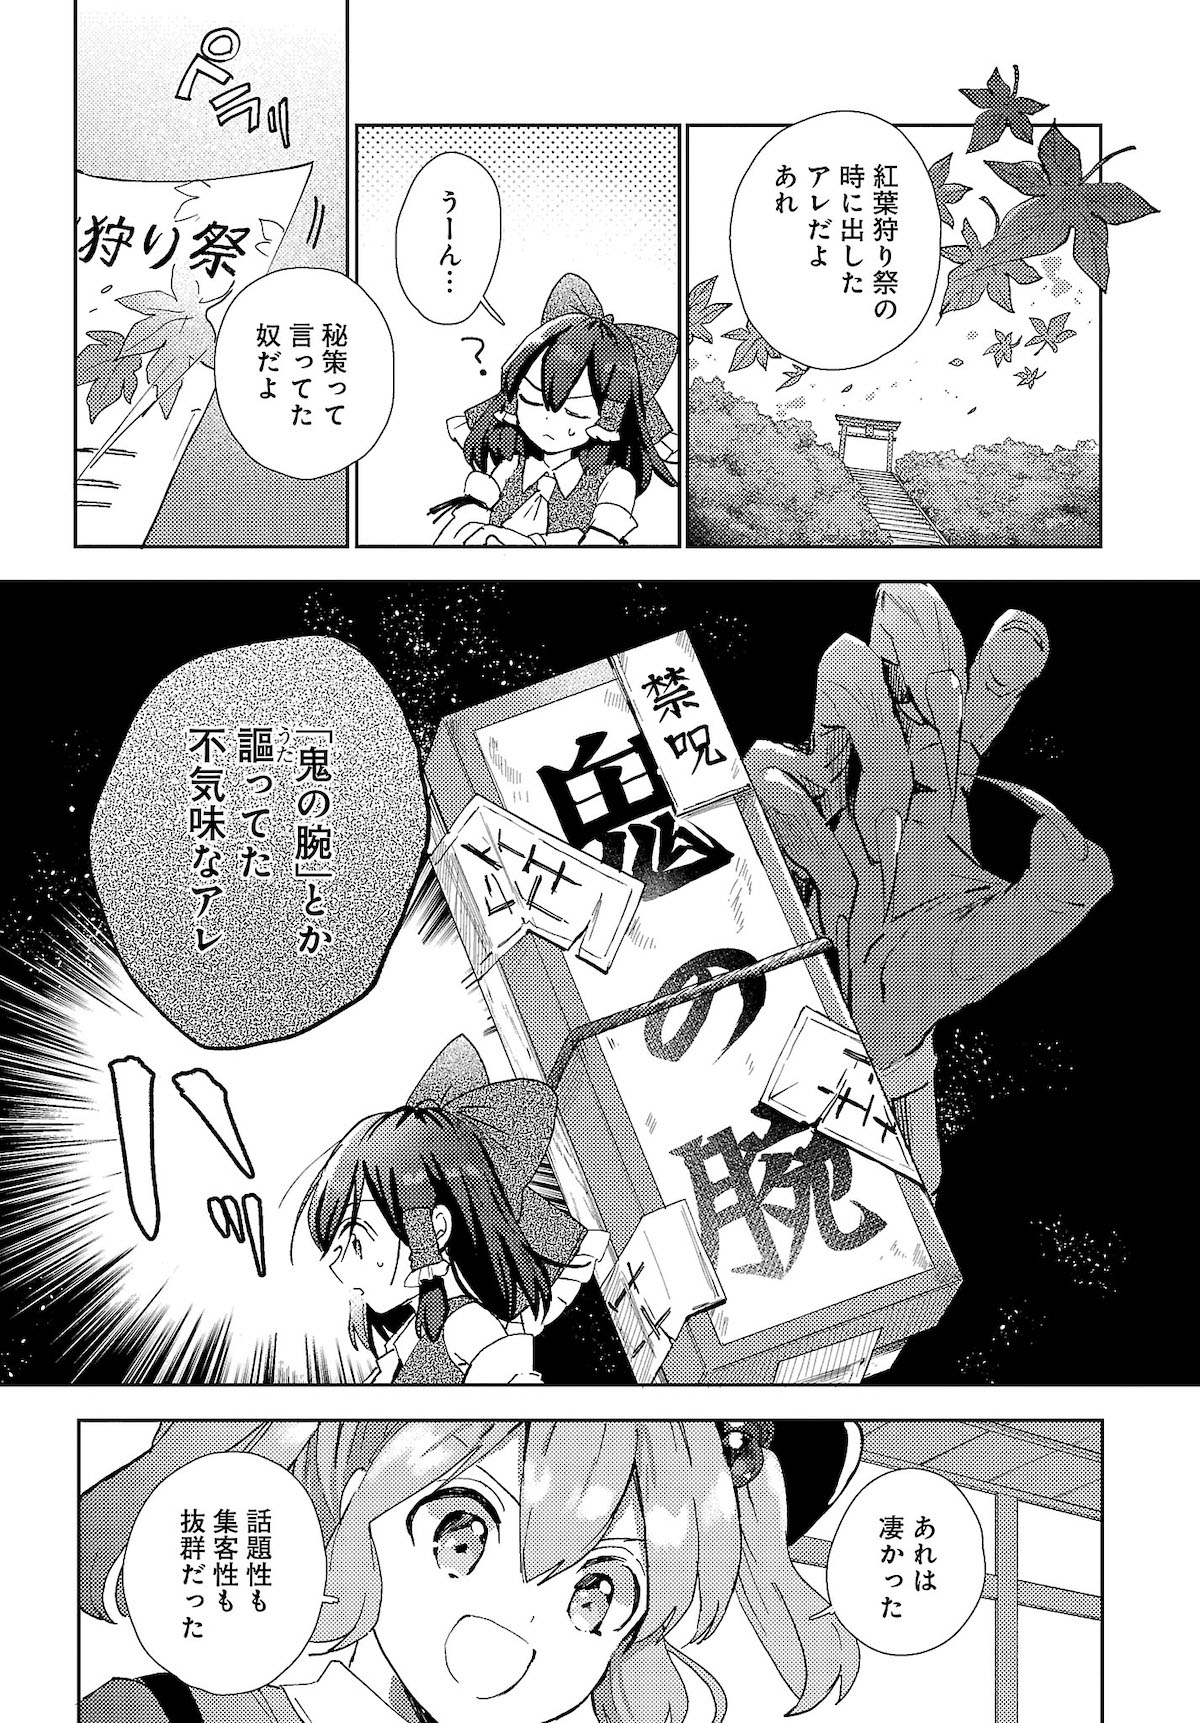 紅葉狩り祭の
時に出した
アレだよ
あれ
うーん…
?
ペラッ
狩り祭
秘策って
言ってた
奴だよ
禁呪
鬼の腕
「鬼の腕」とか
謳ってた
うた
不気味なアレ
あれは
凄かった
話題性も
集客性も
抜群だった